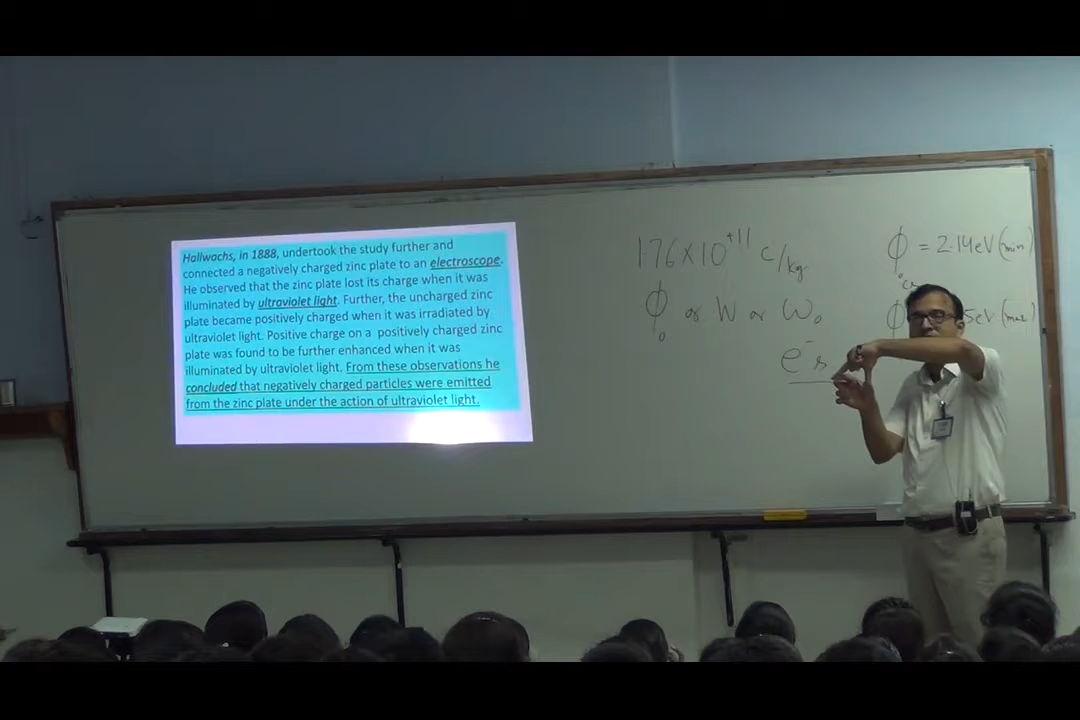 Hallwachs, in 1888, undertook the study further and
connected a negatively charged zinc plate to an electroscope.
He observed that the zinc plate lost its charge when it was
illuminated by ultraviolet light. Further, the uncharged zinc
plate became positively charged when it was irradiated by
ultraviolet light. Positive charge on a positively charged zinc
plate was found to be further enhanced when it was
illuminated by ultraviolet light. From these observations he
concluded that negatively charged particles were emitted
from the zinc plate under the action of ultraviolet light.
1.76×10⁺¹¹ C/kg
ϕ₀ or W or ω₀
e⁻s
ϕ₀ = 2.14eV (min)
Cs
ϕ 5eV (max)